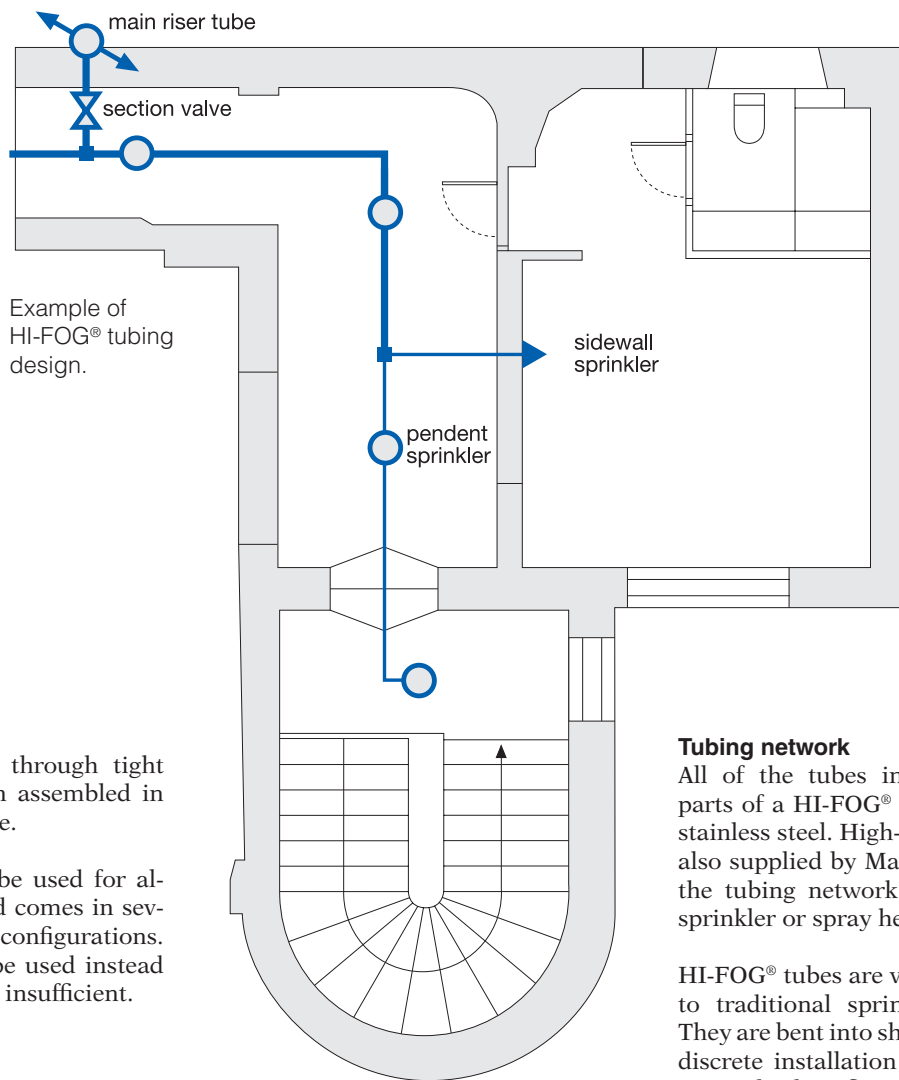 main riser tube
section valve
Example of
HI-FOG® tubing
design.
sidewall
sprinkler
pendent
sprinkler
through tight
assembled in
be used for al-
comes in sev-
configurations.
be used instead
insufficient.
Tubing network
All of the tubes in
parts of a HI-FOG®
stainless steel. High-
also supplied by Ma
the tubing network
sprinkler or spray he
HI-FOG® tubes are v
to traditional sprin
They are bent into sh
discrete installation